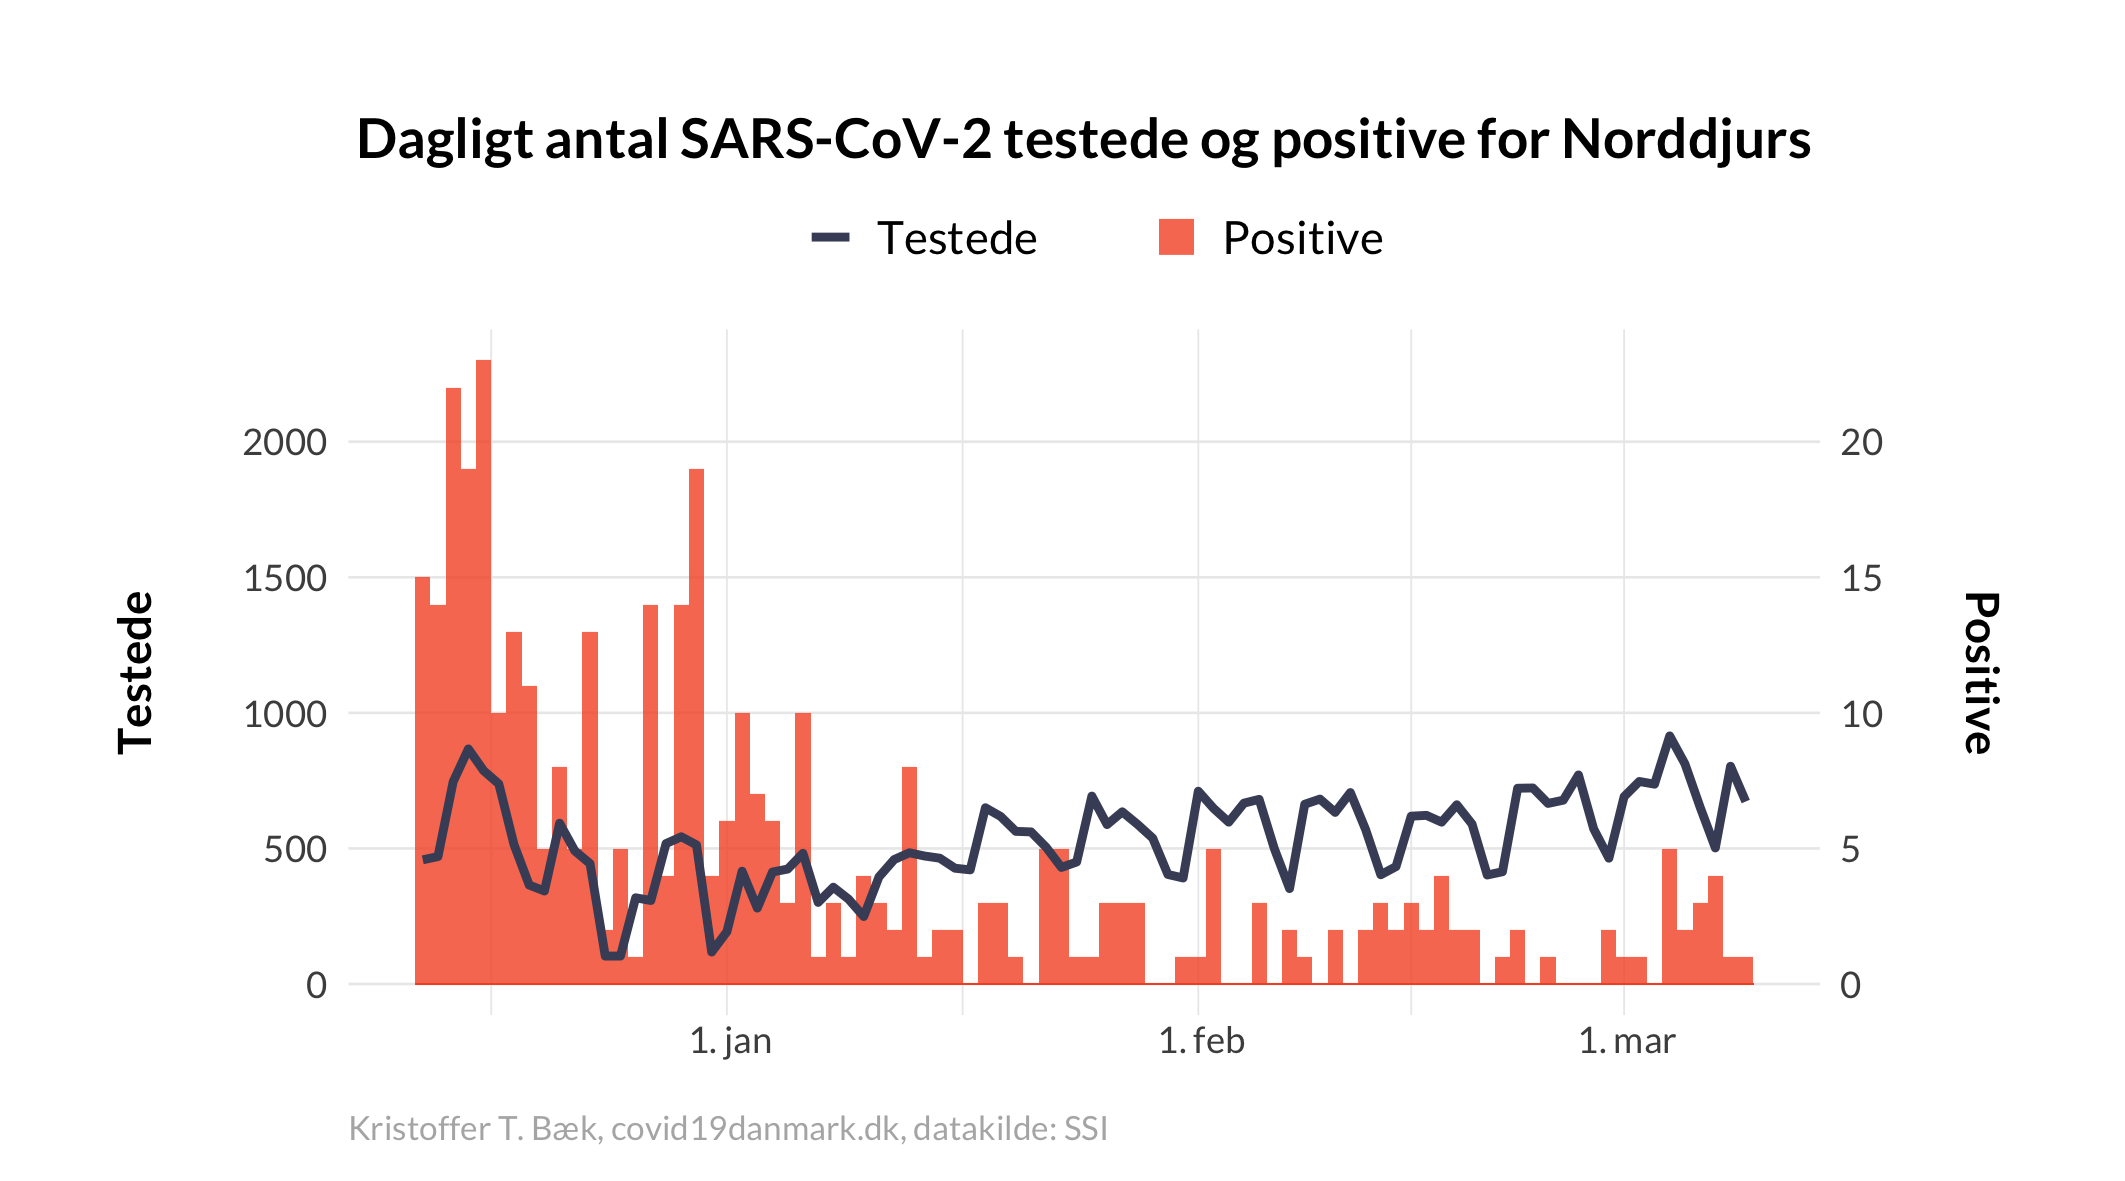 Dagligt antal SARS-CoV-2 testede og positive for Norddjurs
Testede
Positive
2000
1500
1000
500
0
20
15
10
5
0
Testede
Positive
1. jan
1. feb
1. mar
Kristoffer T. Bæk, covid19danmark.dk, datakilde: SSI